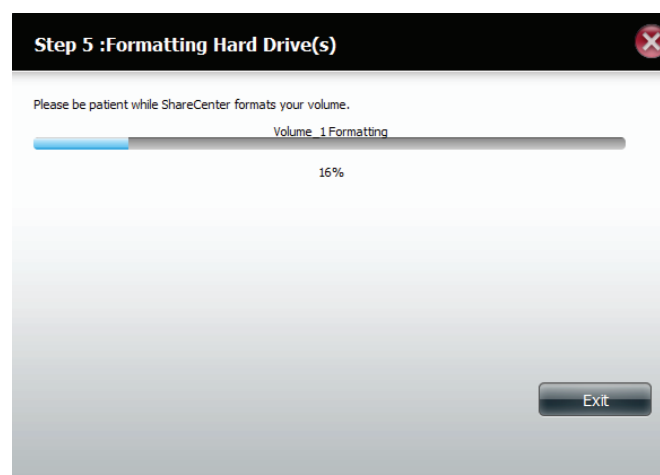 Step 5 :Formatting Hard Drive(s)
Please be patient while ShareCenter formats your volume.
Volume_1 Formatting
16%
Exit